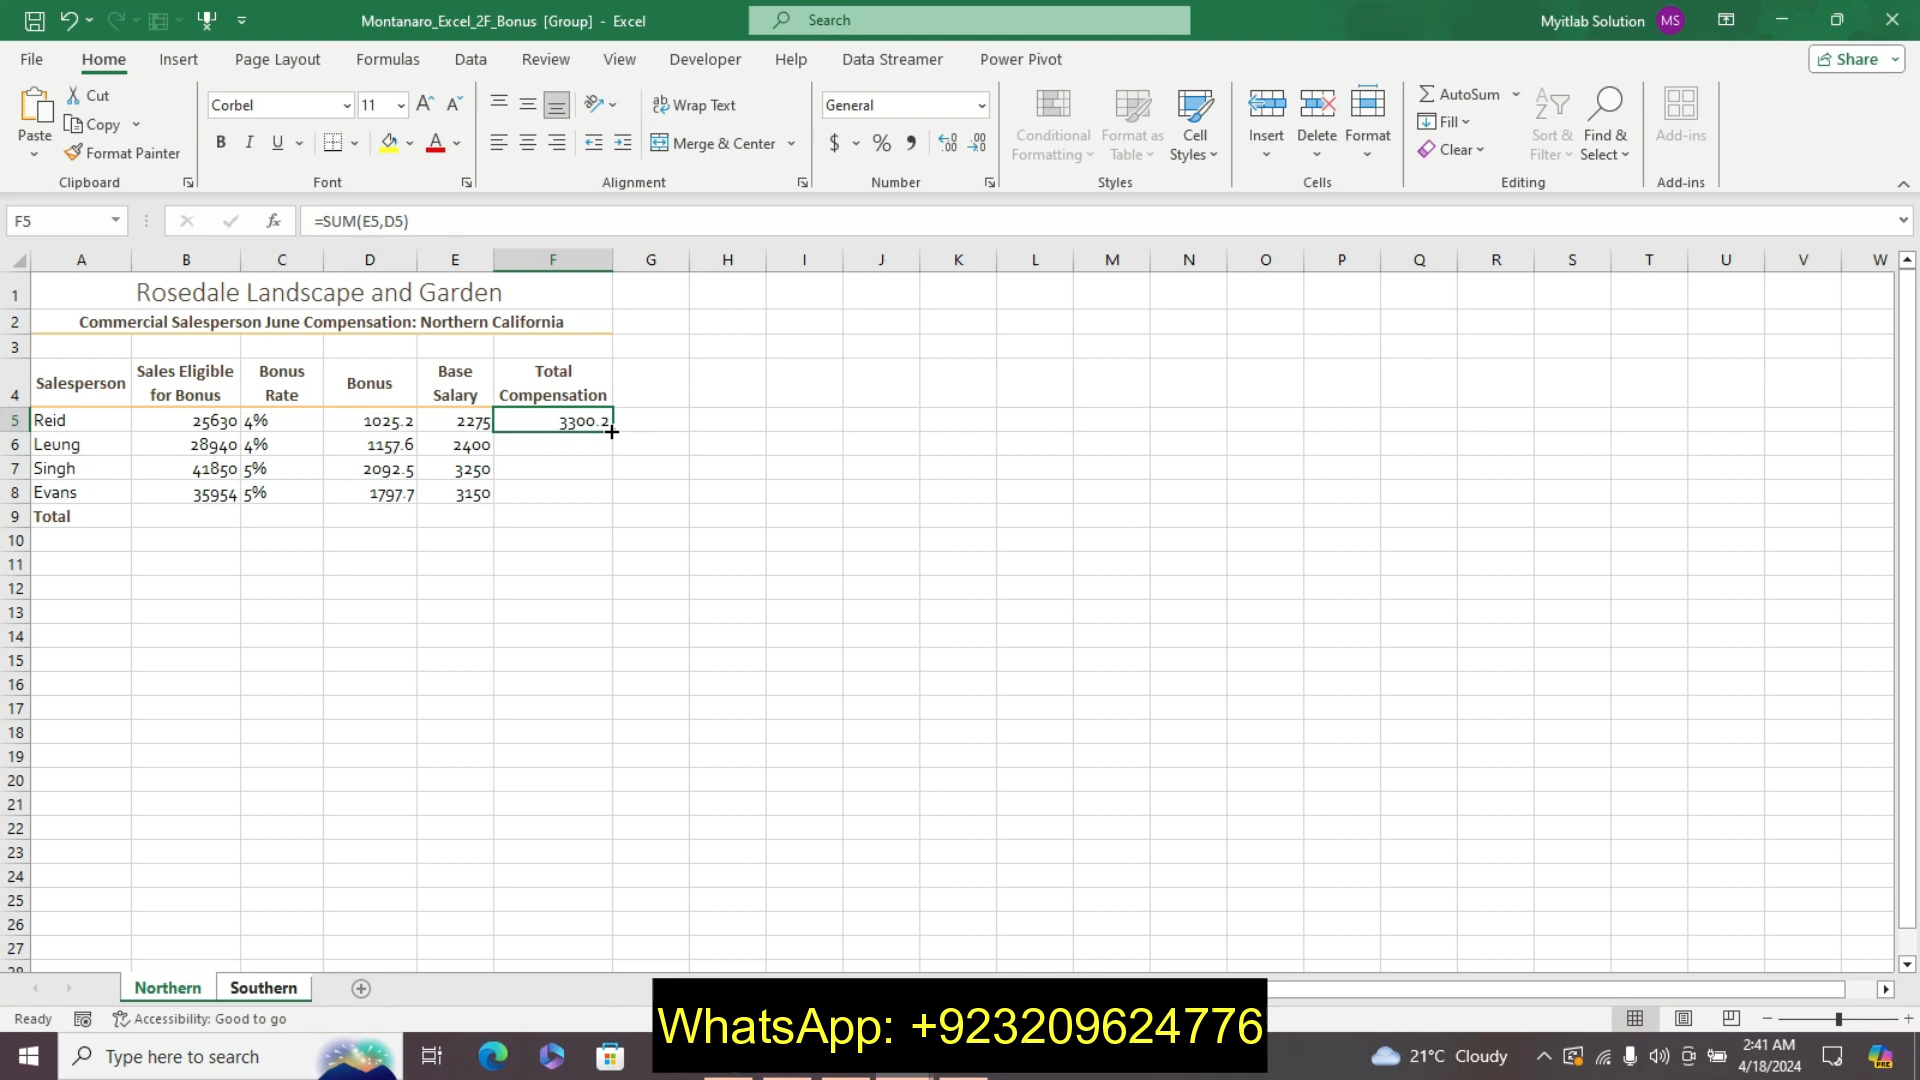 Montanaro_Excel_2F_Bonus [Group] - Excel
Search
Myitlab Solution
MS
File Home Insert Page Layout Formulas Data Review View Developer Help Data Streamer Power Pivot
Share
Paste
Cut
Copy
Format Painter
Clipboard
Corbel
11
B I U
Font
Wrap Text
Merge & Center
Alignment
General
Number
Conditional Formatting
Format as Table
Cell Styles
Styles
Insert
Delete
Format
Cells
AutoSum
Fill
Clear
Sort & Filter
Find & Select
Editing
Add-ins
Add-ins
F5
=SUM(E5,D5)
A B C D E F G H I J K L M N O P Q R S T U V W
1 Rosedale Landscape and Garden
2 Commercial Salesperson June Compensation: Northern California
3
4 Salesperson Sales Eligible for Bonus Bonus Rate Bonus Base Salary Total Compensation
5 Reid 25630 4% 1025.2 2275 3300.2
6 Leung 28940 4% 1157.6 2400
7 Singh 41850 5% 2092.5 3250
8 Evans 35954 5% 1797.7 3150
9 Total
10
11
12
13
14
15
16
17
18
19
20
21
22
23
24
25
26
27
28
Northern
Southern
WhatsApp: +923209624776
Ready
Accessibility: Good to go
Type here to search
21°C Cloudy
2:41 AM
4/18/2024